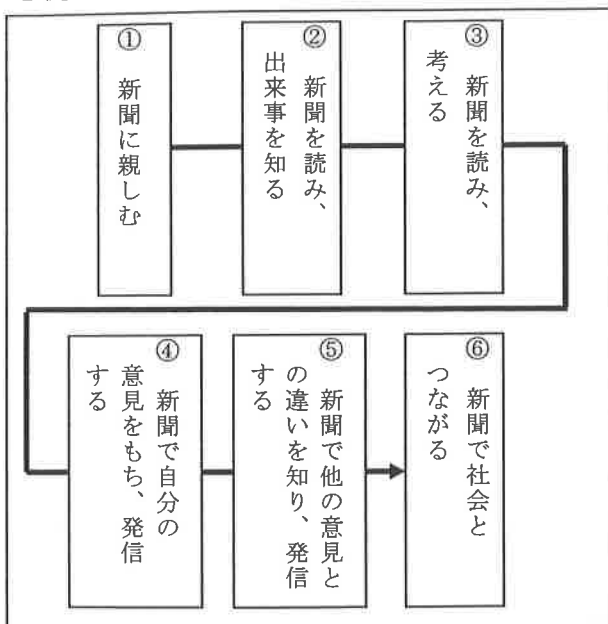 ①
新聞に親しむ
②
新聞を読み、
出来事を知る
③
新聞を読み、
考える
④
新聞で自分の
意見をもち、発信
する
⑤
新聞で他の意見と
の違いを知り、発信
する
⑥
新聞で社会と
つながる